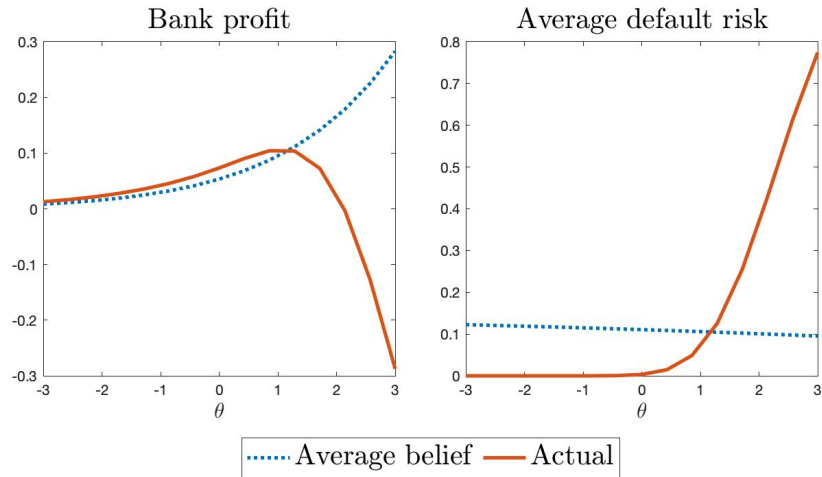 Bank profit
0.3
0.2
0.1
0
-0.1
-0.2
-0.3
-3 -2 -1 0 1 2 3
θ
Average default risk
0.8
0.7
0.6
0.5
0.4
0.3
0.2
0.1
0
-3 -2 -1 0 1 2 3
θ
Average belief Actual